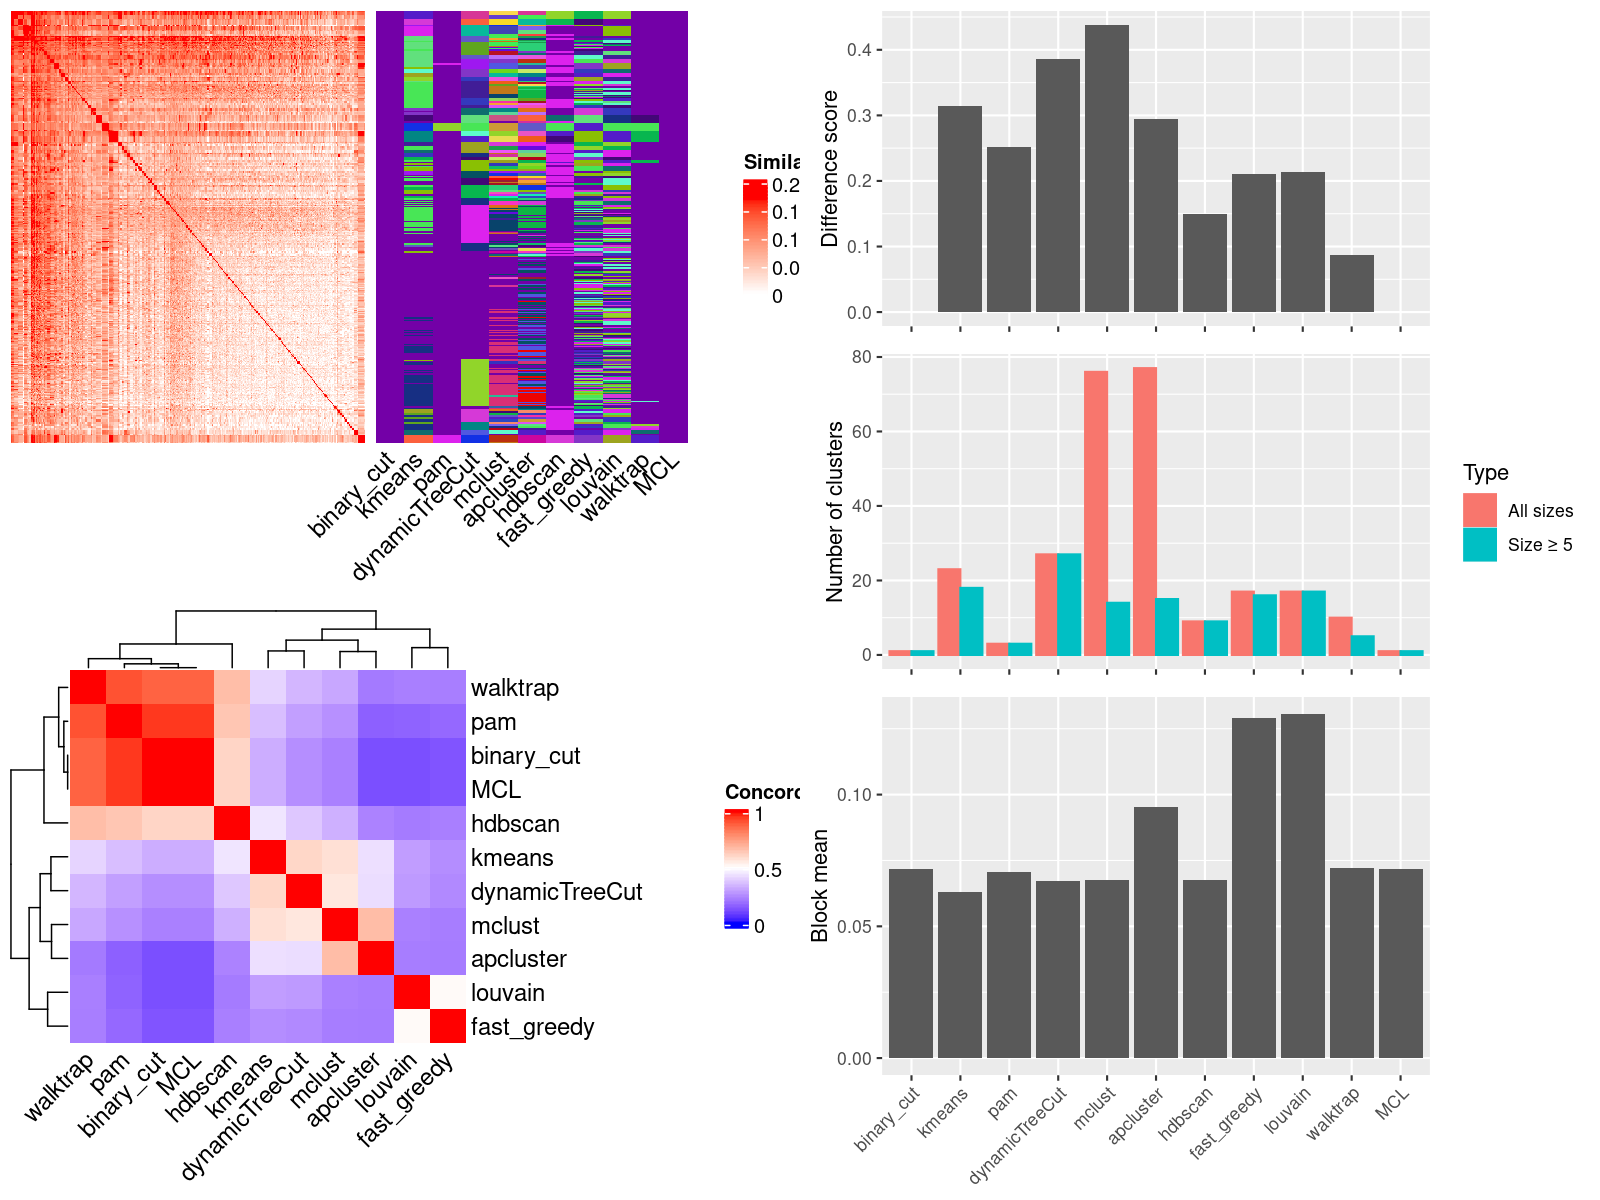 Simila
0.2
0.1
0.1
0.0
0
binary_cut
kmeans
pam
dynamicTreeCut
mclust
apcluster
hdbscan
fast_greedy
louvain
walktrap
MCL
Difference score
0.4
0.3
0.2
0.1
0.0
Number of clusters
80
60
40
20
0
Type
All sizes
Size ≥ 5
walktrap
pam
binary_cut
MCL
hdbscan
kmeans
dynamicTreeCut
mclust
apcluster
louvain
fast_greedy
walktrap
pam
binary_cut
MCL
hdbscan
kmeans
dynamicTreeCut
mclust
apcluster
louvain
fast_greedy
Concord
1
0.5
0
Block mean
0.10
0.05
0.00
binary_cut
kmeans
pam
dynamicTreeCut
mclust
apcluster
hdbscan
fast_greedy
louvain
walktrap
MCL